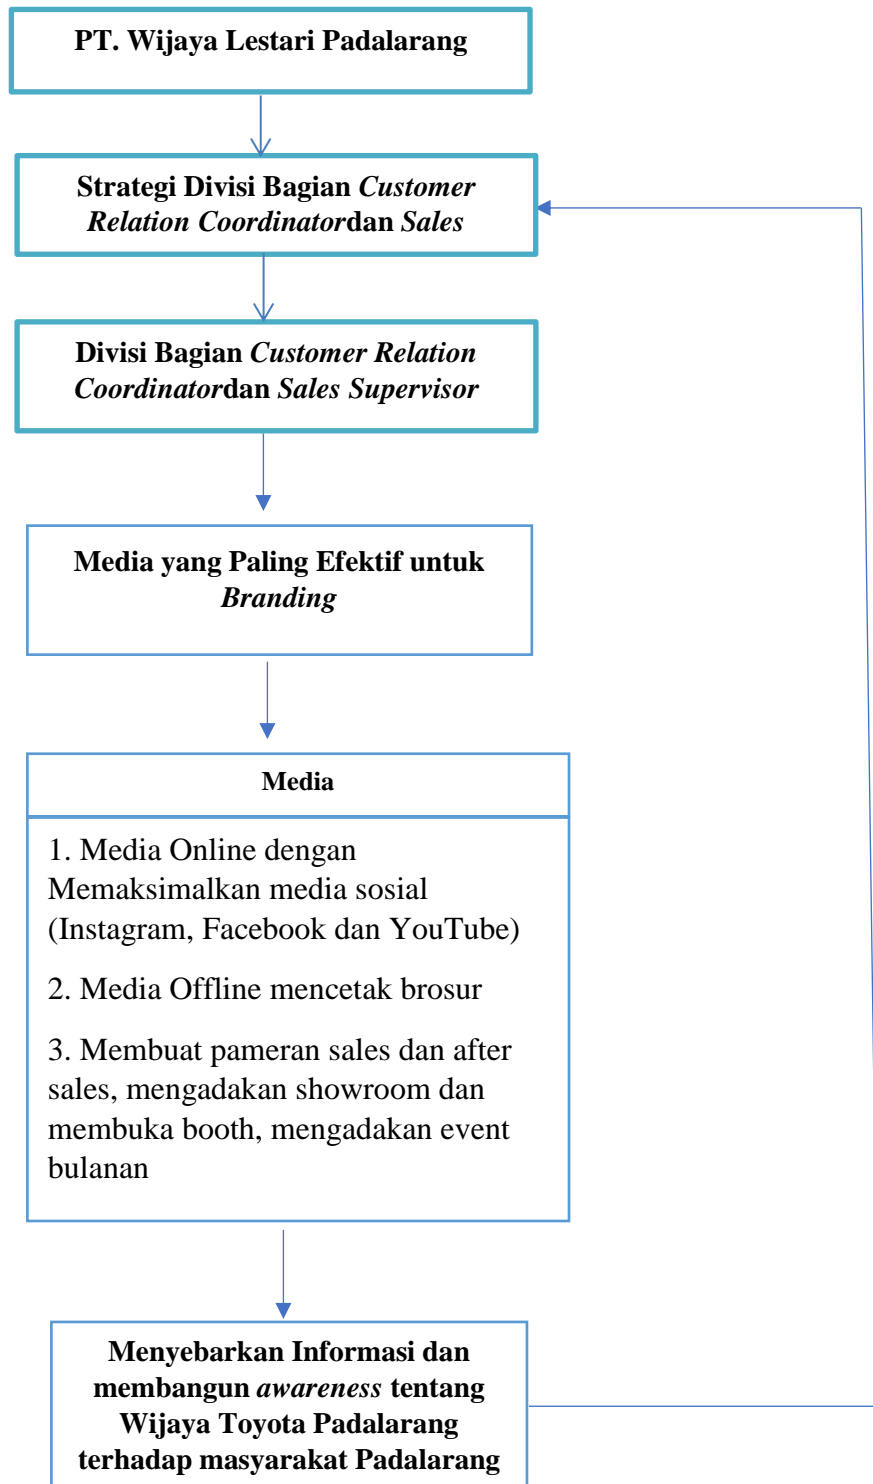 PT. Wijaya Lestari Padalarang
Strategi Divisi Bagian Customer
Relation Coordinatordan Sales
Divisi Bagian Customer Relation
Coordinatordan Sales Supervisor
Media yang Paling Efektif untuk
Branding
Media
1. Media Online dengan
Memaksimalkan media sosial
(Instagram, Facebook dan YouTube)
2. Media Offline mencetak brosur
3. Membuat pameran sales dan after
sales, mengadakan showroom dan
membuka booth, mengadakan event
bulanan
Menyebarkan Informasi dan
membangun awareness tentang
Wijaya Toyota Padalarang
terhadap masyarakat Padalarang